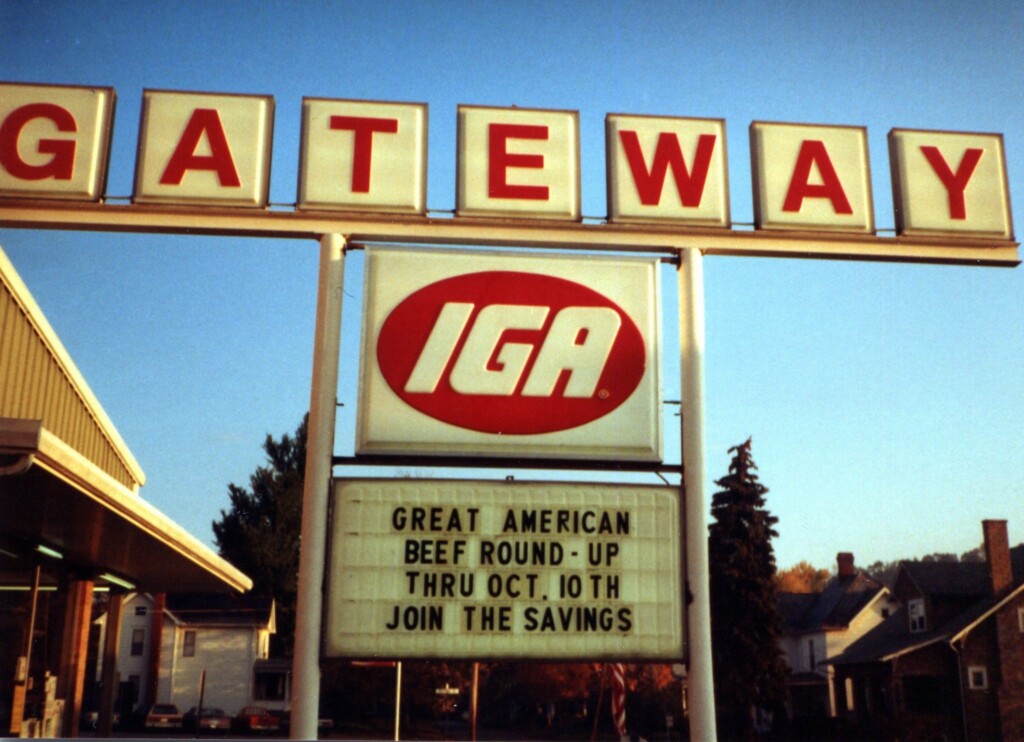 GATEWAY
IGA®
GREAT AMERICAN
BEEF ROUND-UP
THRU OCT. 10TH
JOIN THE SAVINGS